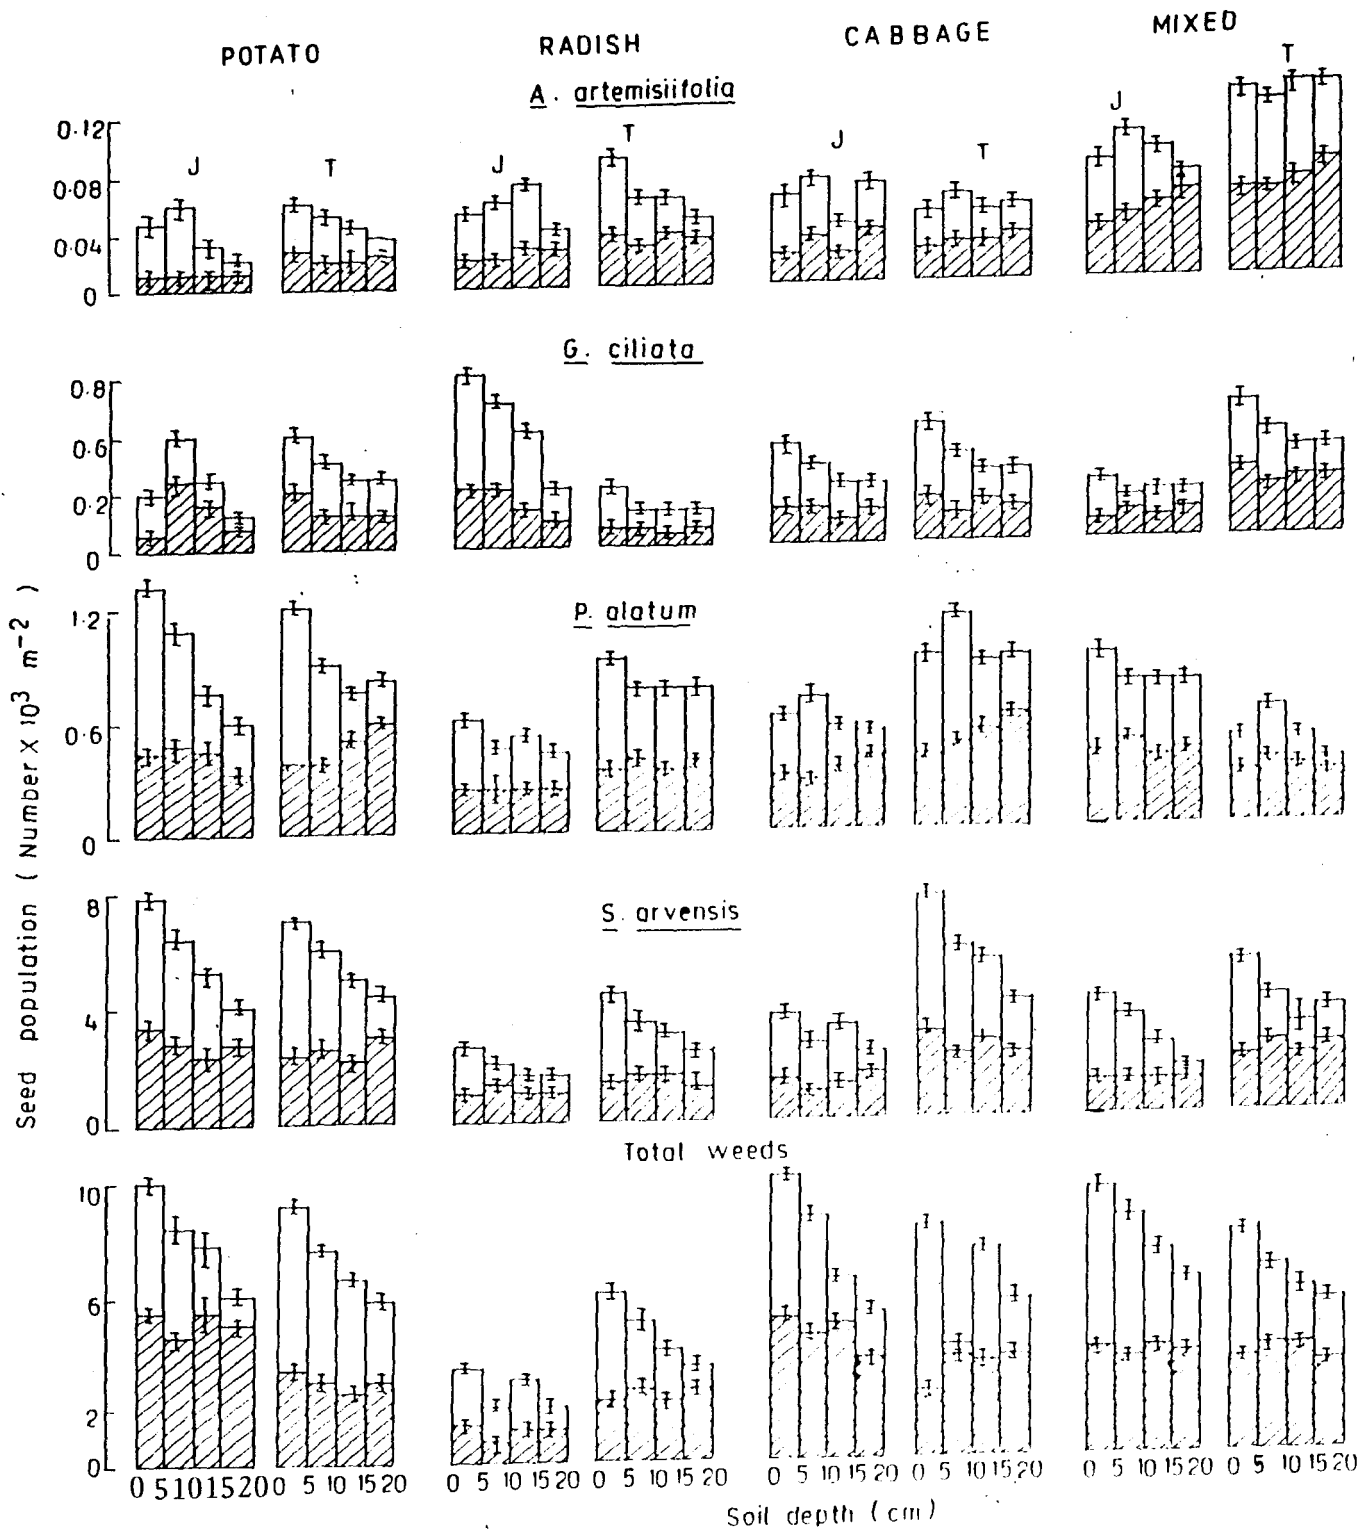 POTATO RADISH CABBAGE MIXED
A. artemisiifolia
J T J T J T J T
0.12
0.08
0.04
0
G. ciliata
0.8
0.6
0.2
0
P. alatum
1.2
0.6
0
S. arvensis
8
4
0
Total weeds
10
6
2
0
0 5 10 15 20 0 5 10 15 20 0 5 10 15 20 0 5 10 15 20 0 5 10 15 20 0 5 10 15 20 0 5 10 15 20 0 5 10 15 20
Soil depth (cm)
Seed population (Number X 10³ m⁻²)